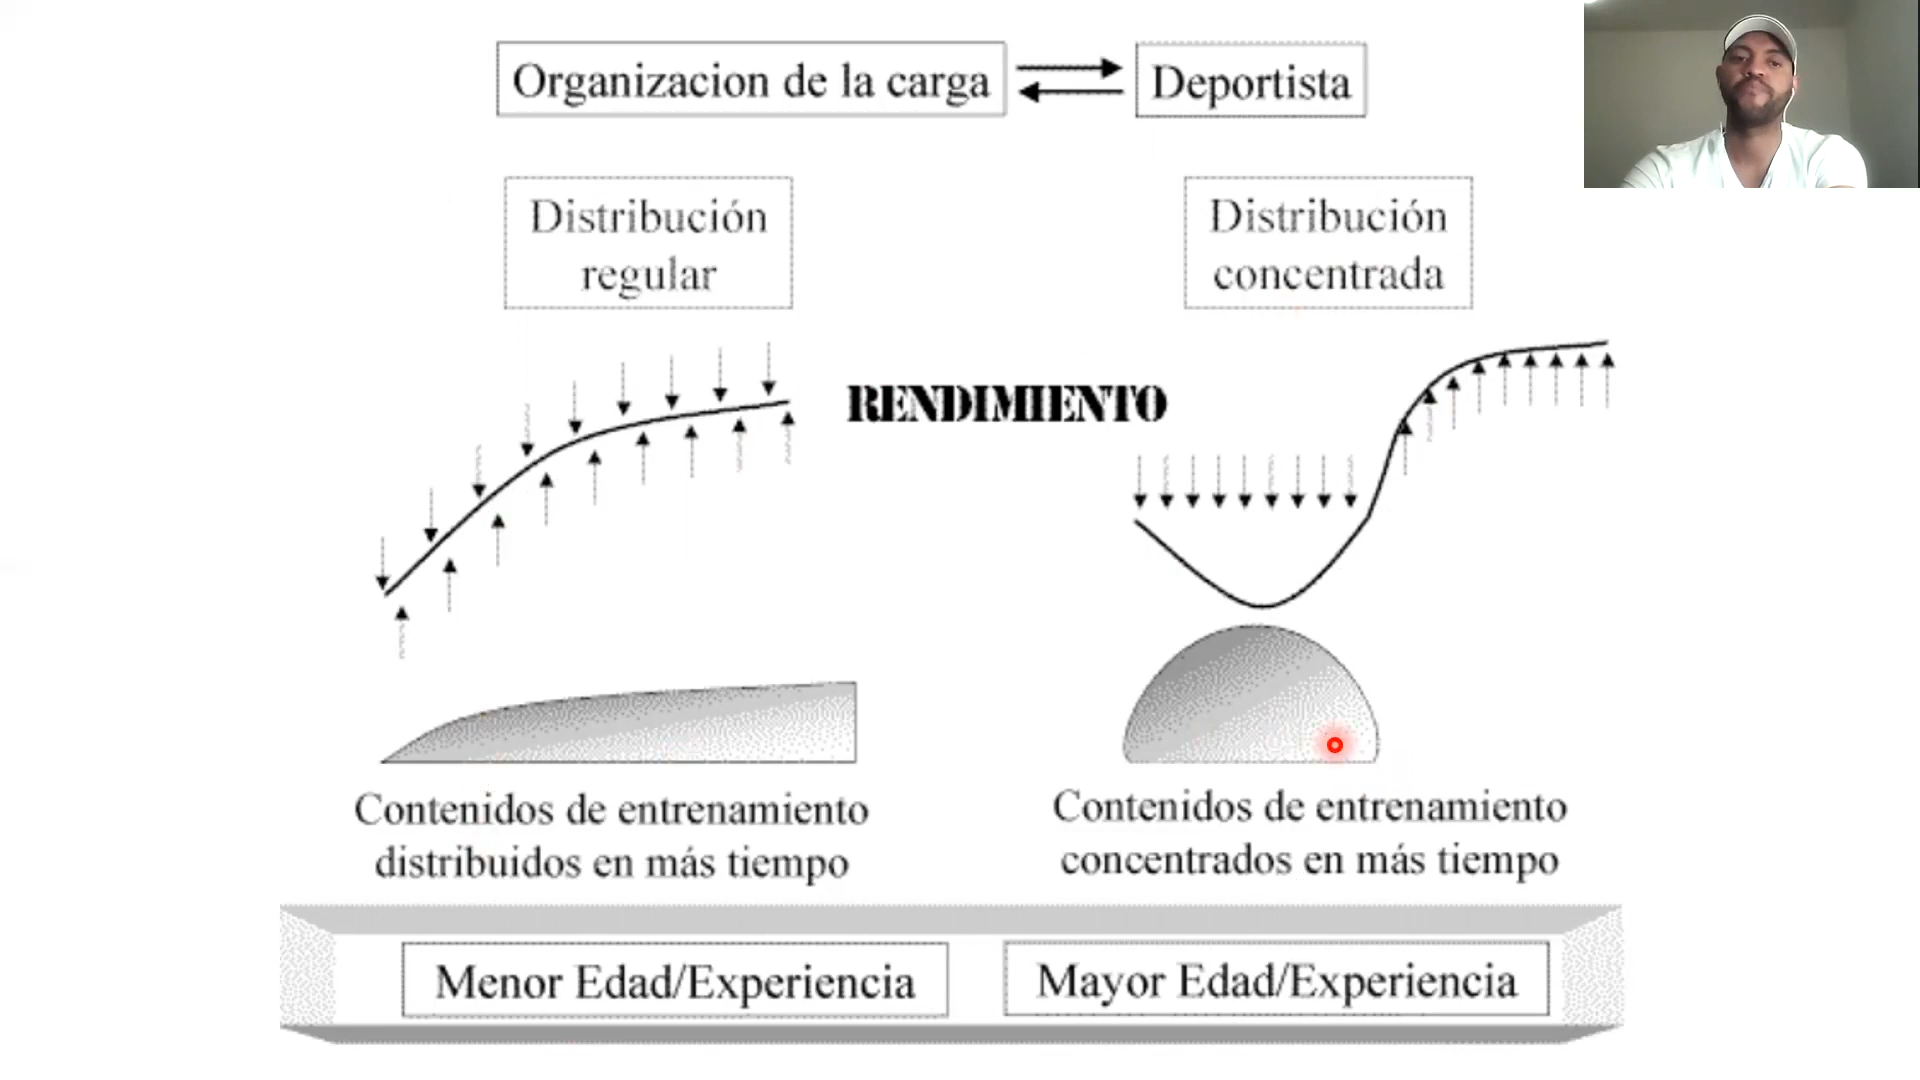 Organizacion de la carga
Deportista
Distribución
regular
Distribución
concentrada
RENDIMIENTO
Contenidos de entrenamiento
distribuidos en más tiempo
Contenidos de entrenamiento
concentrados en más tiempo
Menor Edad/Experiencia
Mayor Edad/Experiencia